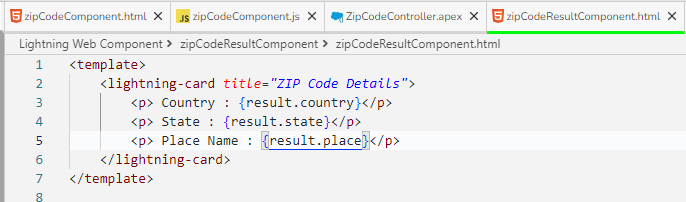 zipCodeComponent.html zipCodeComponent.js ZipCodeController.apex zipCodeResultComponent.html
Lightning Web Component > zipCodeResultComponent > zipCodeResultComponent.html
1 <template>
2 <lightning-card title="ZIP Code Details">
3 <p> Country : {result.country}</p>
4 <p> State : {result.state}</p>
5 <p> Place Name : {result.place}</p>
6 </lightning-card>
7 </template>
8